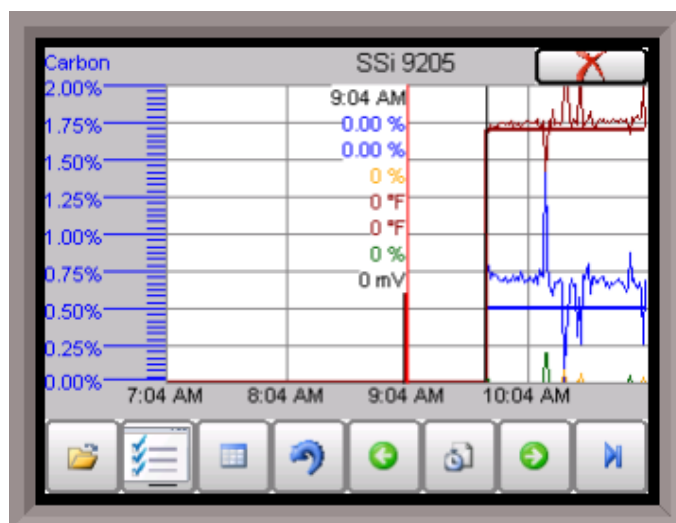 Carbon SSi 9205
2.00%
1.75%
1.50%
1.25%
1.00%
0.75%
0.50%
0.25%
0.00%
9:04 AM
0.00 %
0.00 %
0 %
0 °F
0 °F
0 %
0 mV
7:04 AM 8:04 AM 9:04 AM 10:04 AM